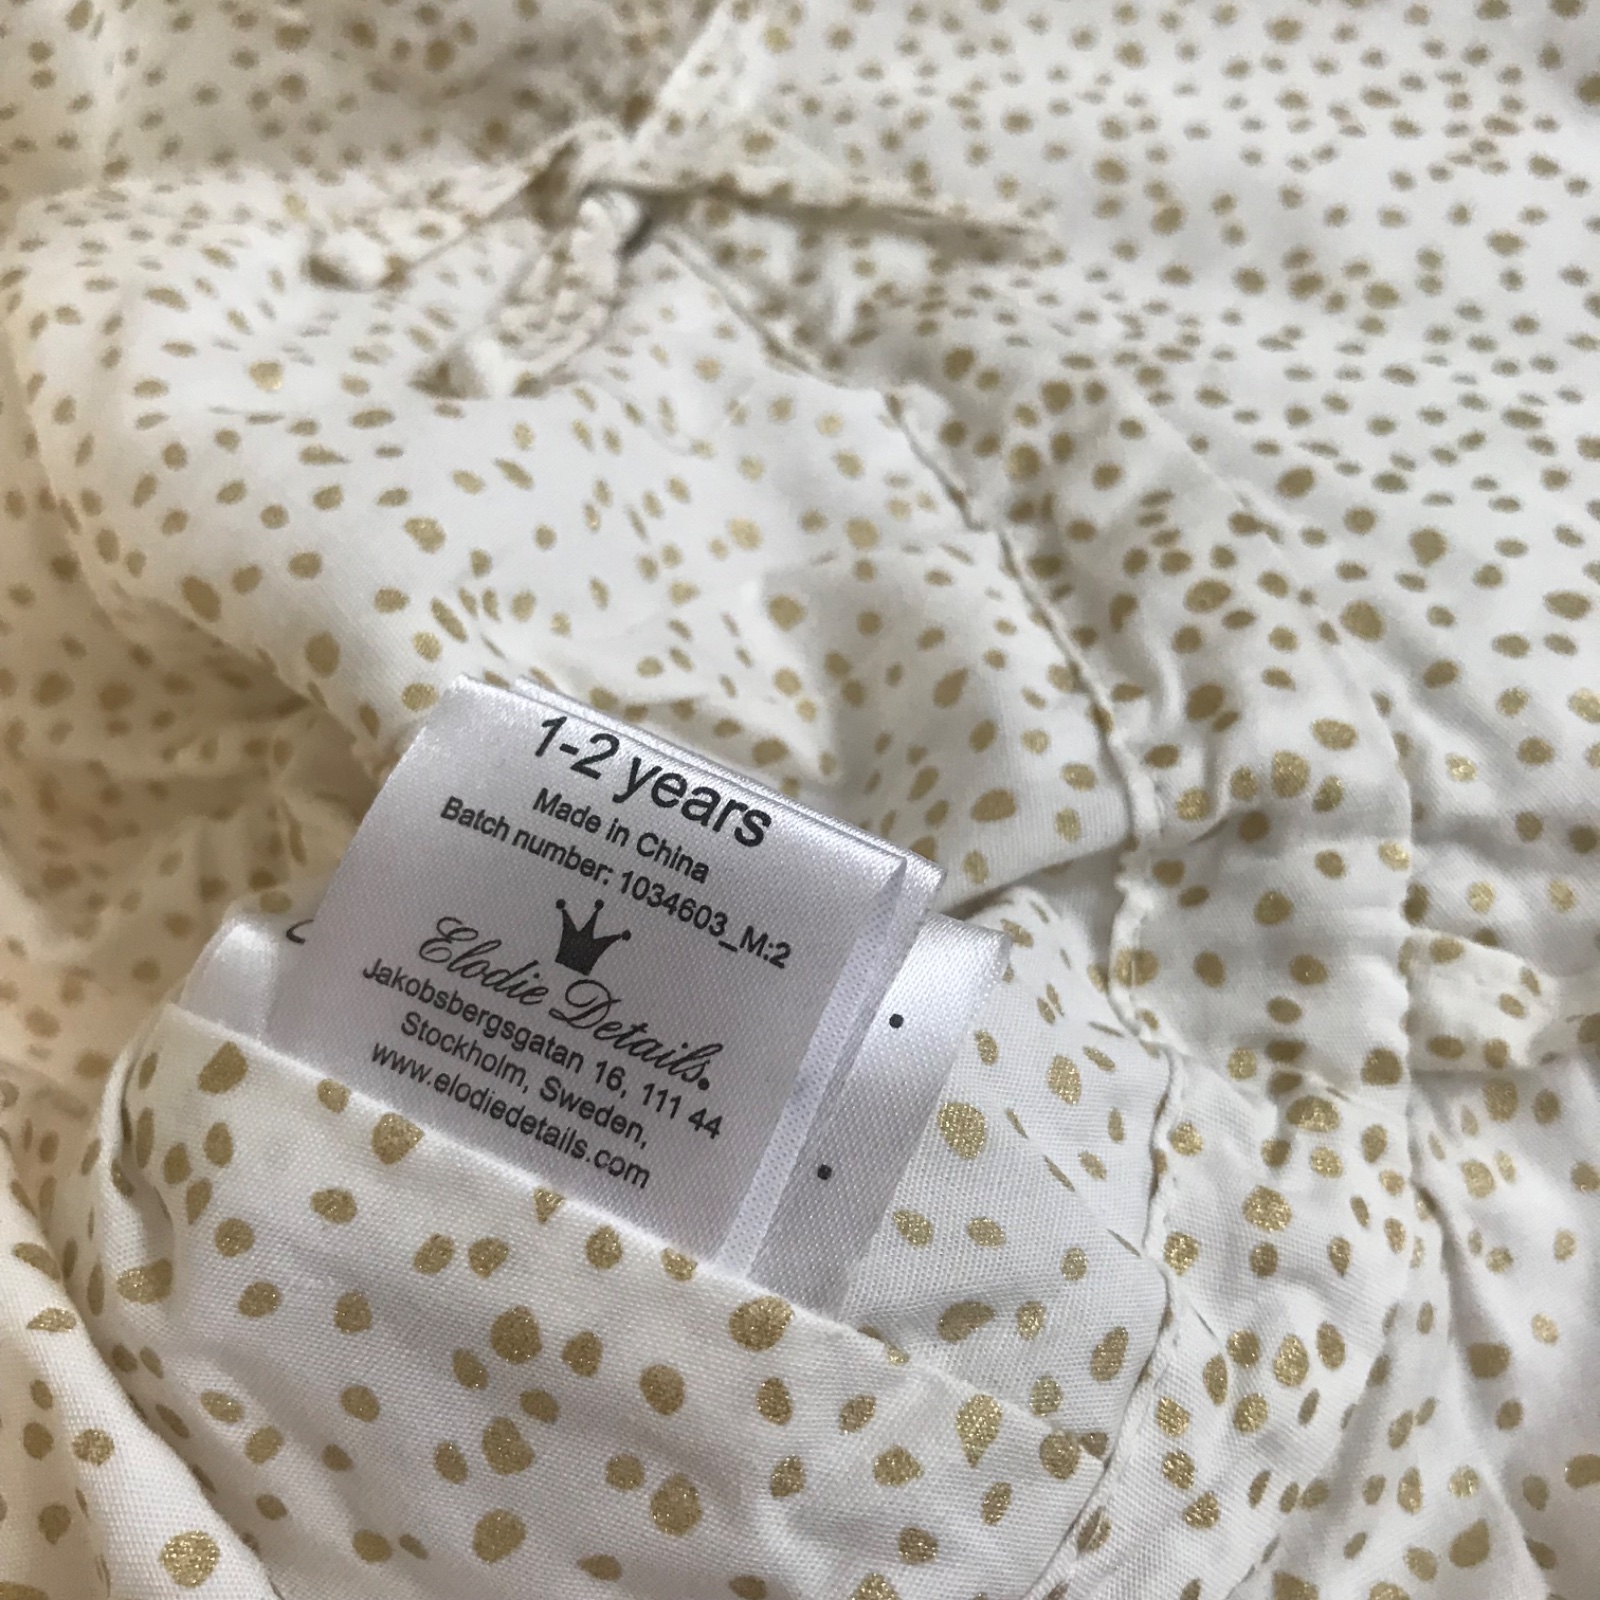 1-2 years
Made in China
Batch number: 1034603_M:2
Elodie Details.
Jakobsbergsgatan 16, 111 44
Stockholm, Sweden,
www.elodiedetails.com